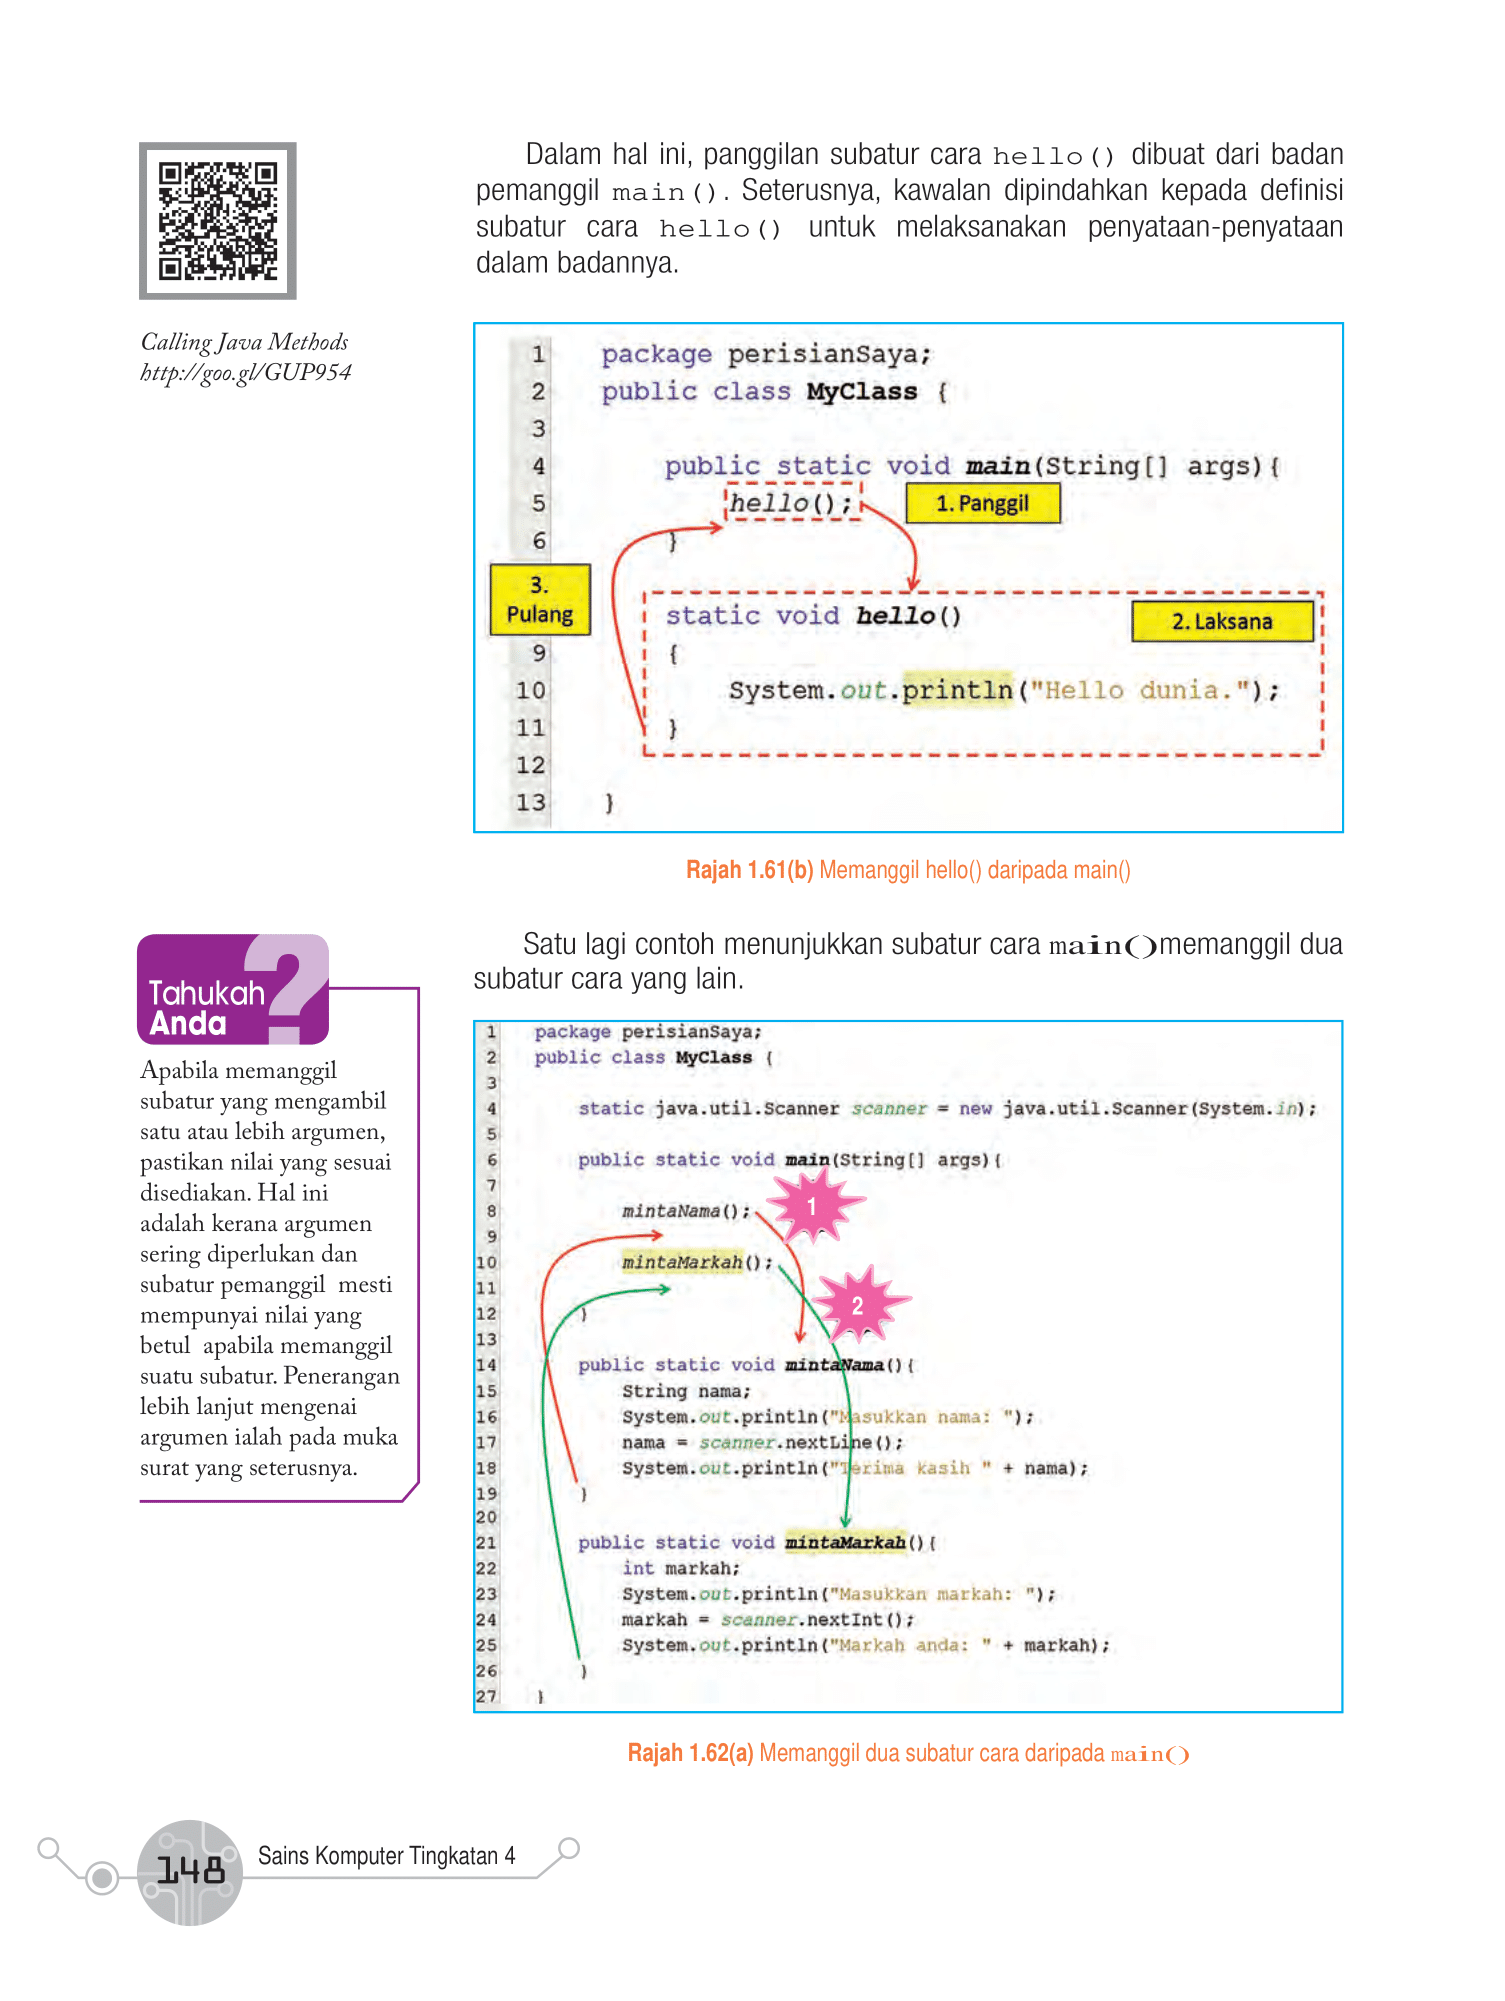 Dalam hal ini, panggilan subatur cara hello() dibuat dari badan
pemanggil main(). Seterusnya, kawalan dipindahkan kepada definisi
subatur cara hello() untuk melaksanakan penyataan-penyataan
dalam badannya.
Calling Java Methods
http://goo.gl/GUP954
1 package perisianSaya;
2 public class MyClass {
3
4 public static void main(String[] args){
5 hello();
1. Panggil
6 }
3.
Pulang
static void hello()
2. Laksana
9 {
10 System.out.println("Hello dunia.");
11 }
12
13 }
Rajah 1.61(b) Memanggil hello() daripada main()
Satu lagi contoh menunjukkan subatur cara main()memanggil dua
subatur cara yang lain.
Tahukah
Anda
?
Apabila memanggil
subatur yang mengambil
satu atau lebih argumen,
pastikan nilai yang sesuai
disediakan. Hal ini
adalah kerana argumen
sering diperlukan dan
subatur pemanggil mesti
mempunyai nilai yang
betul apabila memanggil
suatu subatur. Penerangan
lebih lanjut mengenai
argumen ialah pada muka
surat yang seterusnya.
1 package perisianSaya;
2 public class MyClass {
3
4 static java.util.Scanner scanner = new java.util.Scanner(System.in);
5
6 public static void main(String[] args){
7
8 mintaNama();
1
9
10 mintaMarkah();
2
11
12 }
13
14 public static void mintaNama(){
15 String nama;
16 System.out.println("Masukkan nama: ");
17 nama = scanner.nextLine();
18 System.out.println("Terima kasih " + nama);
19 }
20
21 public static void mintaMarkah(){
22 int markah;
23 System.out.println("Masukkan markah: ");
24 markah = scanner.nextInt();
25 System.out.println("Markah anda: " + markah);
26 }
27 }
Rajah 1.62(a) Memanggil dua subatur cara daripada main()
148
Sains Komputer Tingkatan 4